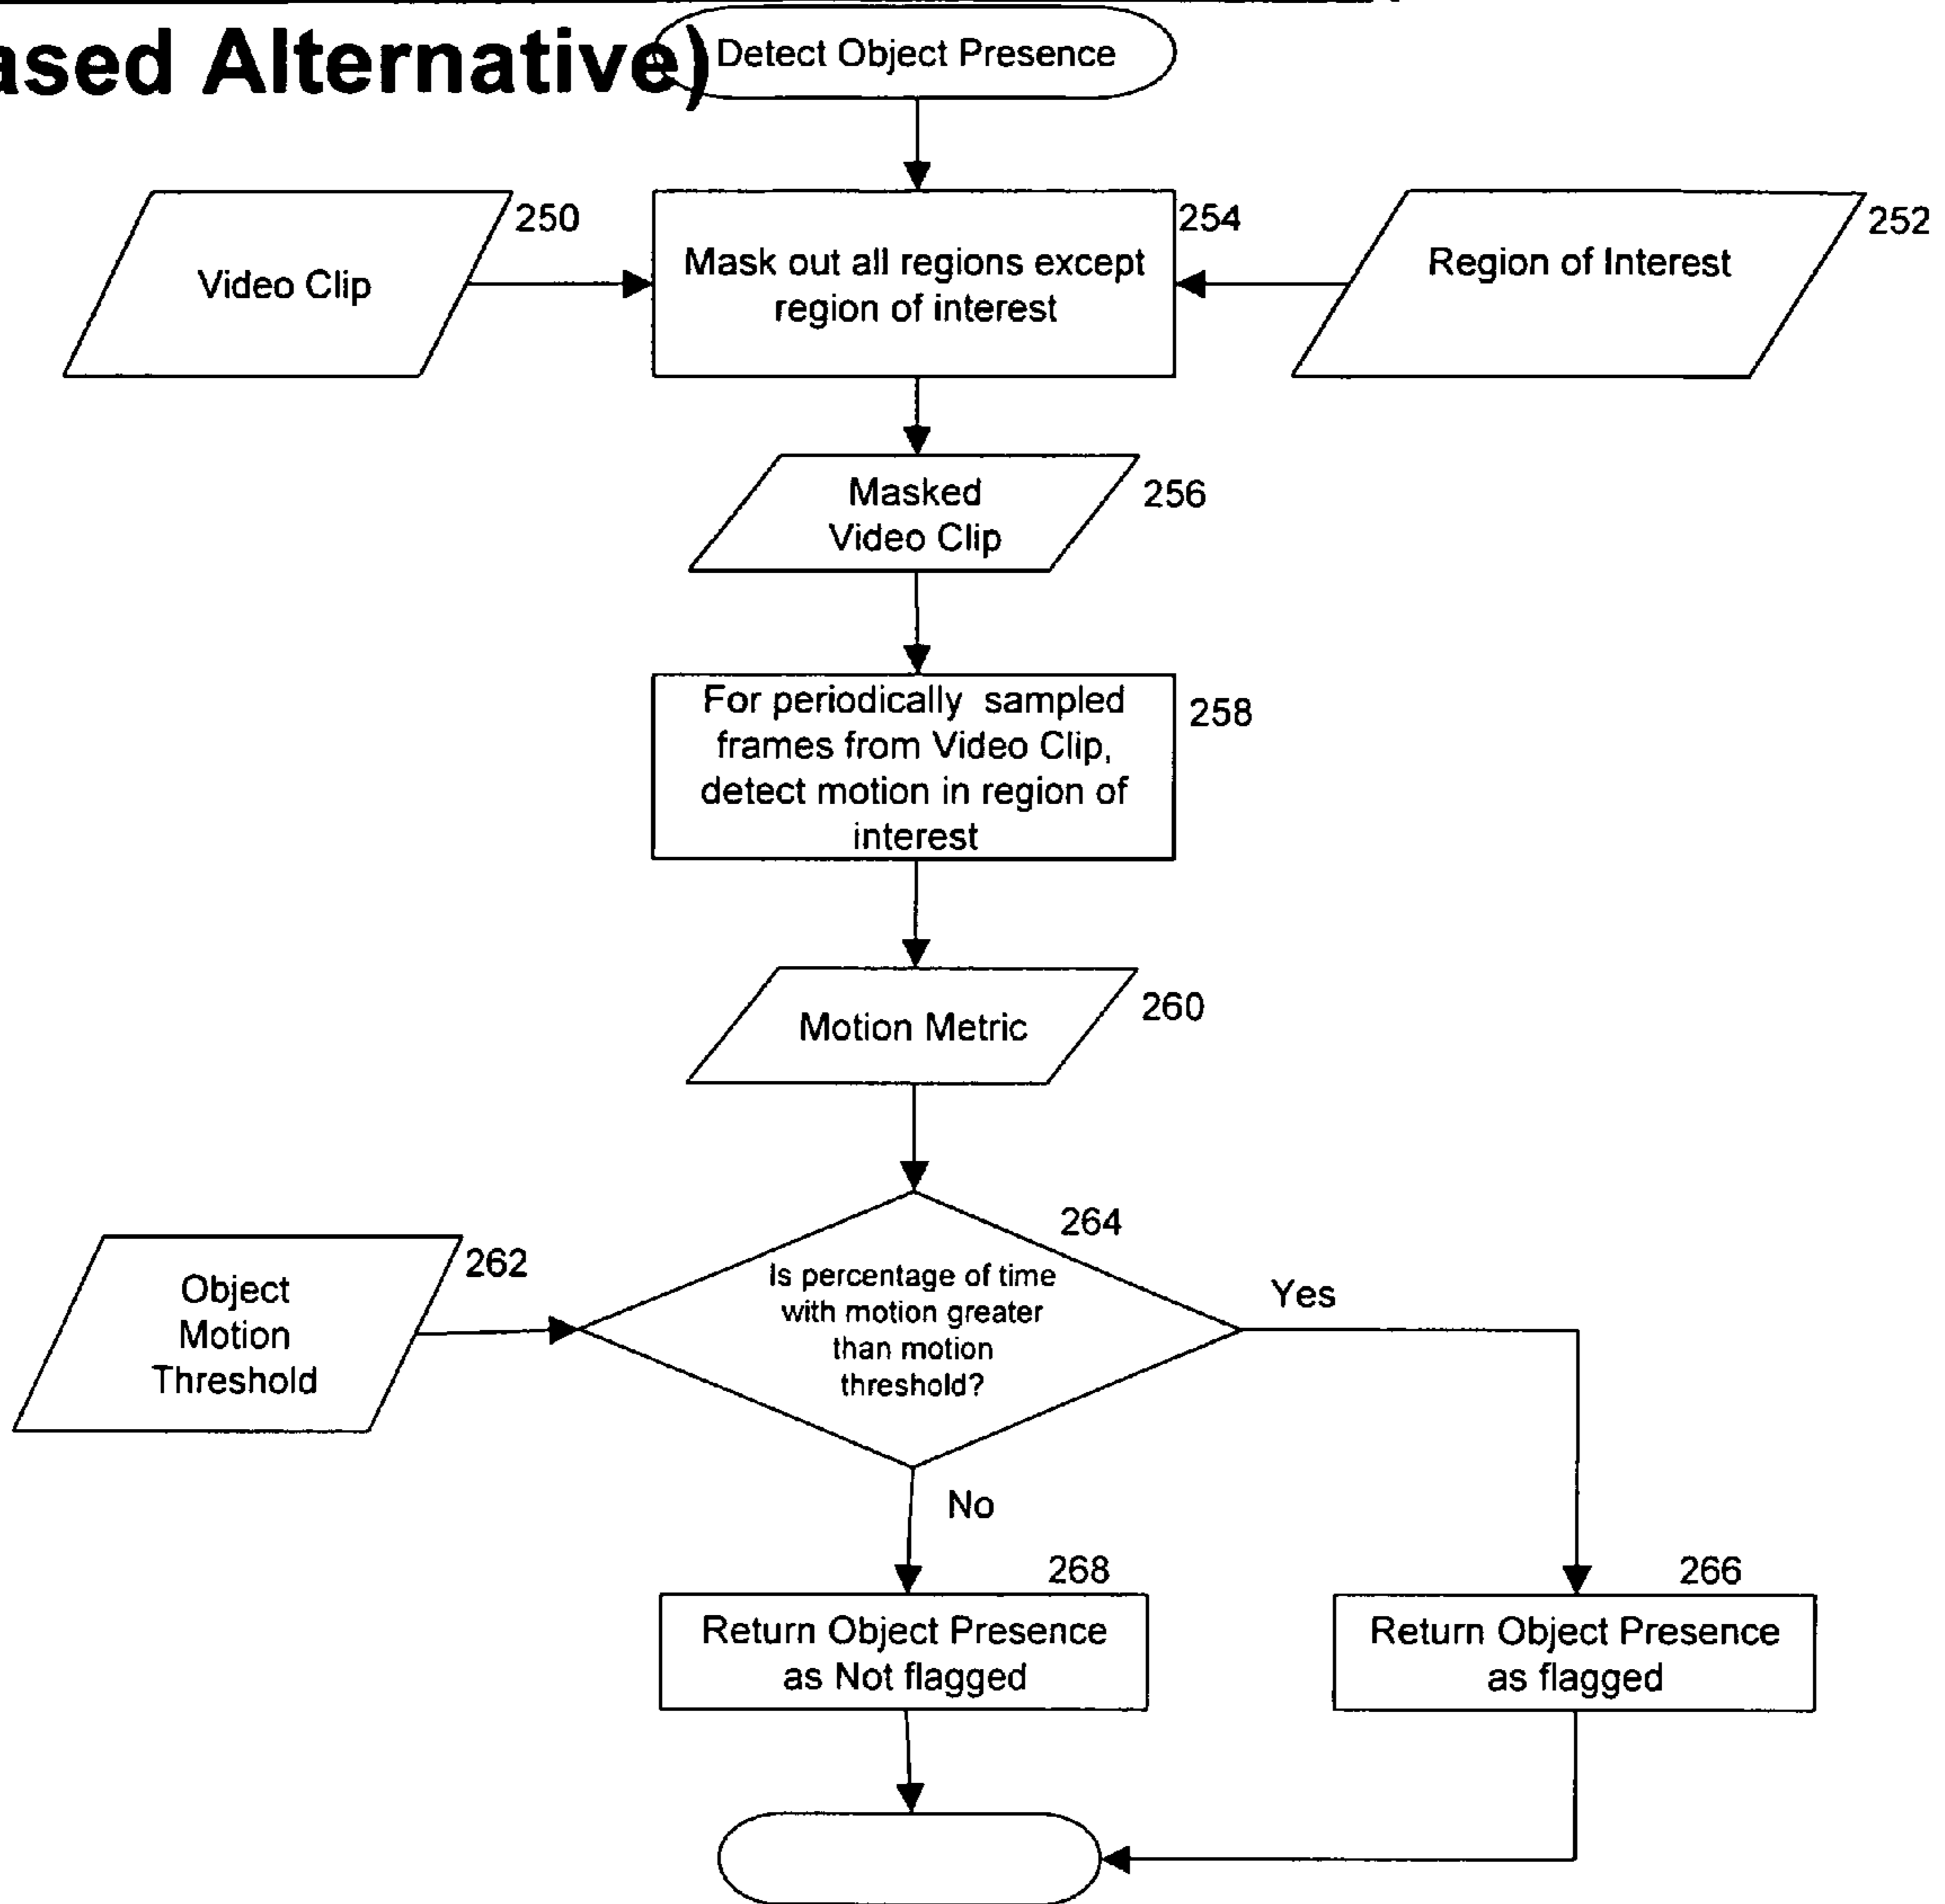 ased Alternative)
Detect Object Presence
Video Clip
250
Mask out all regions except
region of interest
254
Region of Interest
252
Masked
Video Clip
256
For periodically sampled
frames from Video Clip,
detect motion in region of
interest
258
Motion Metric
260
Object
Motion
Threshold
262
Is percentage of time
with motion greater
than motion
threshold?
264
Yes
No
268
Return Object Presence
as Not flagged
266
Return Object Presence
as flagged